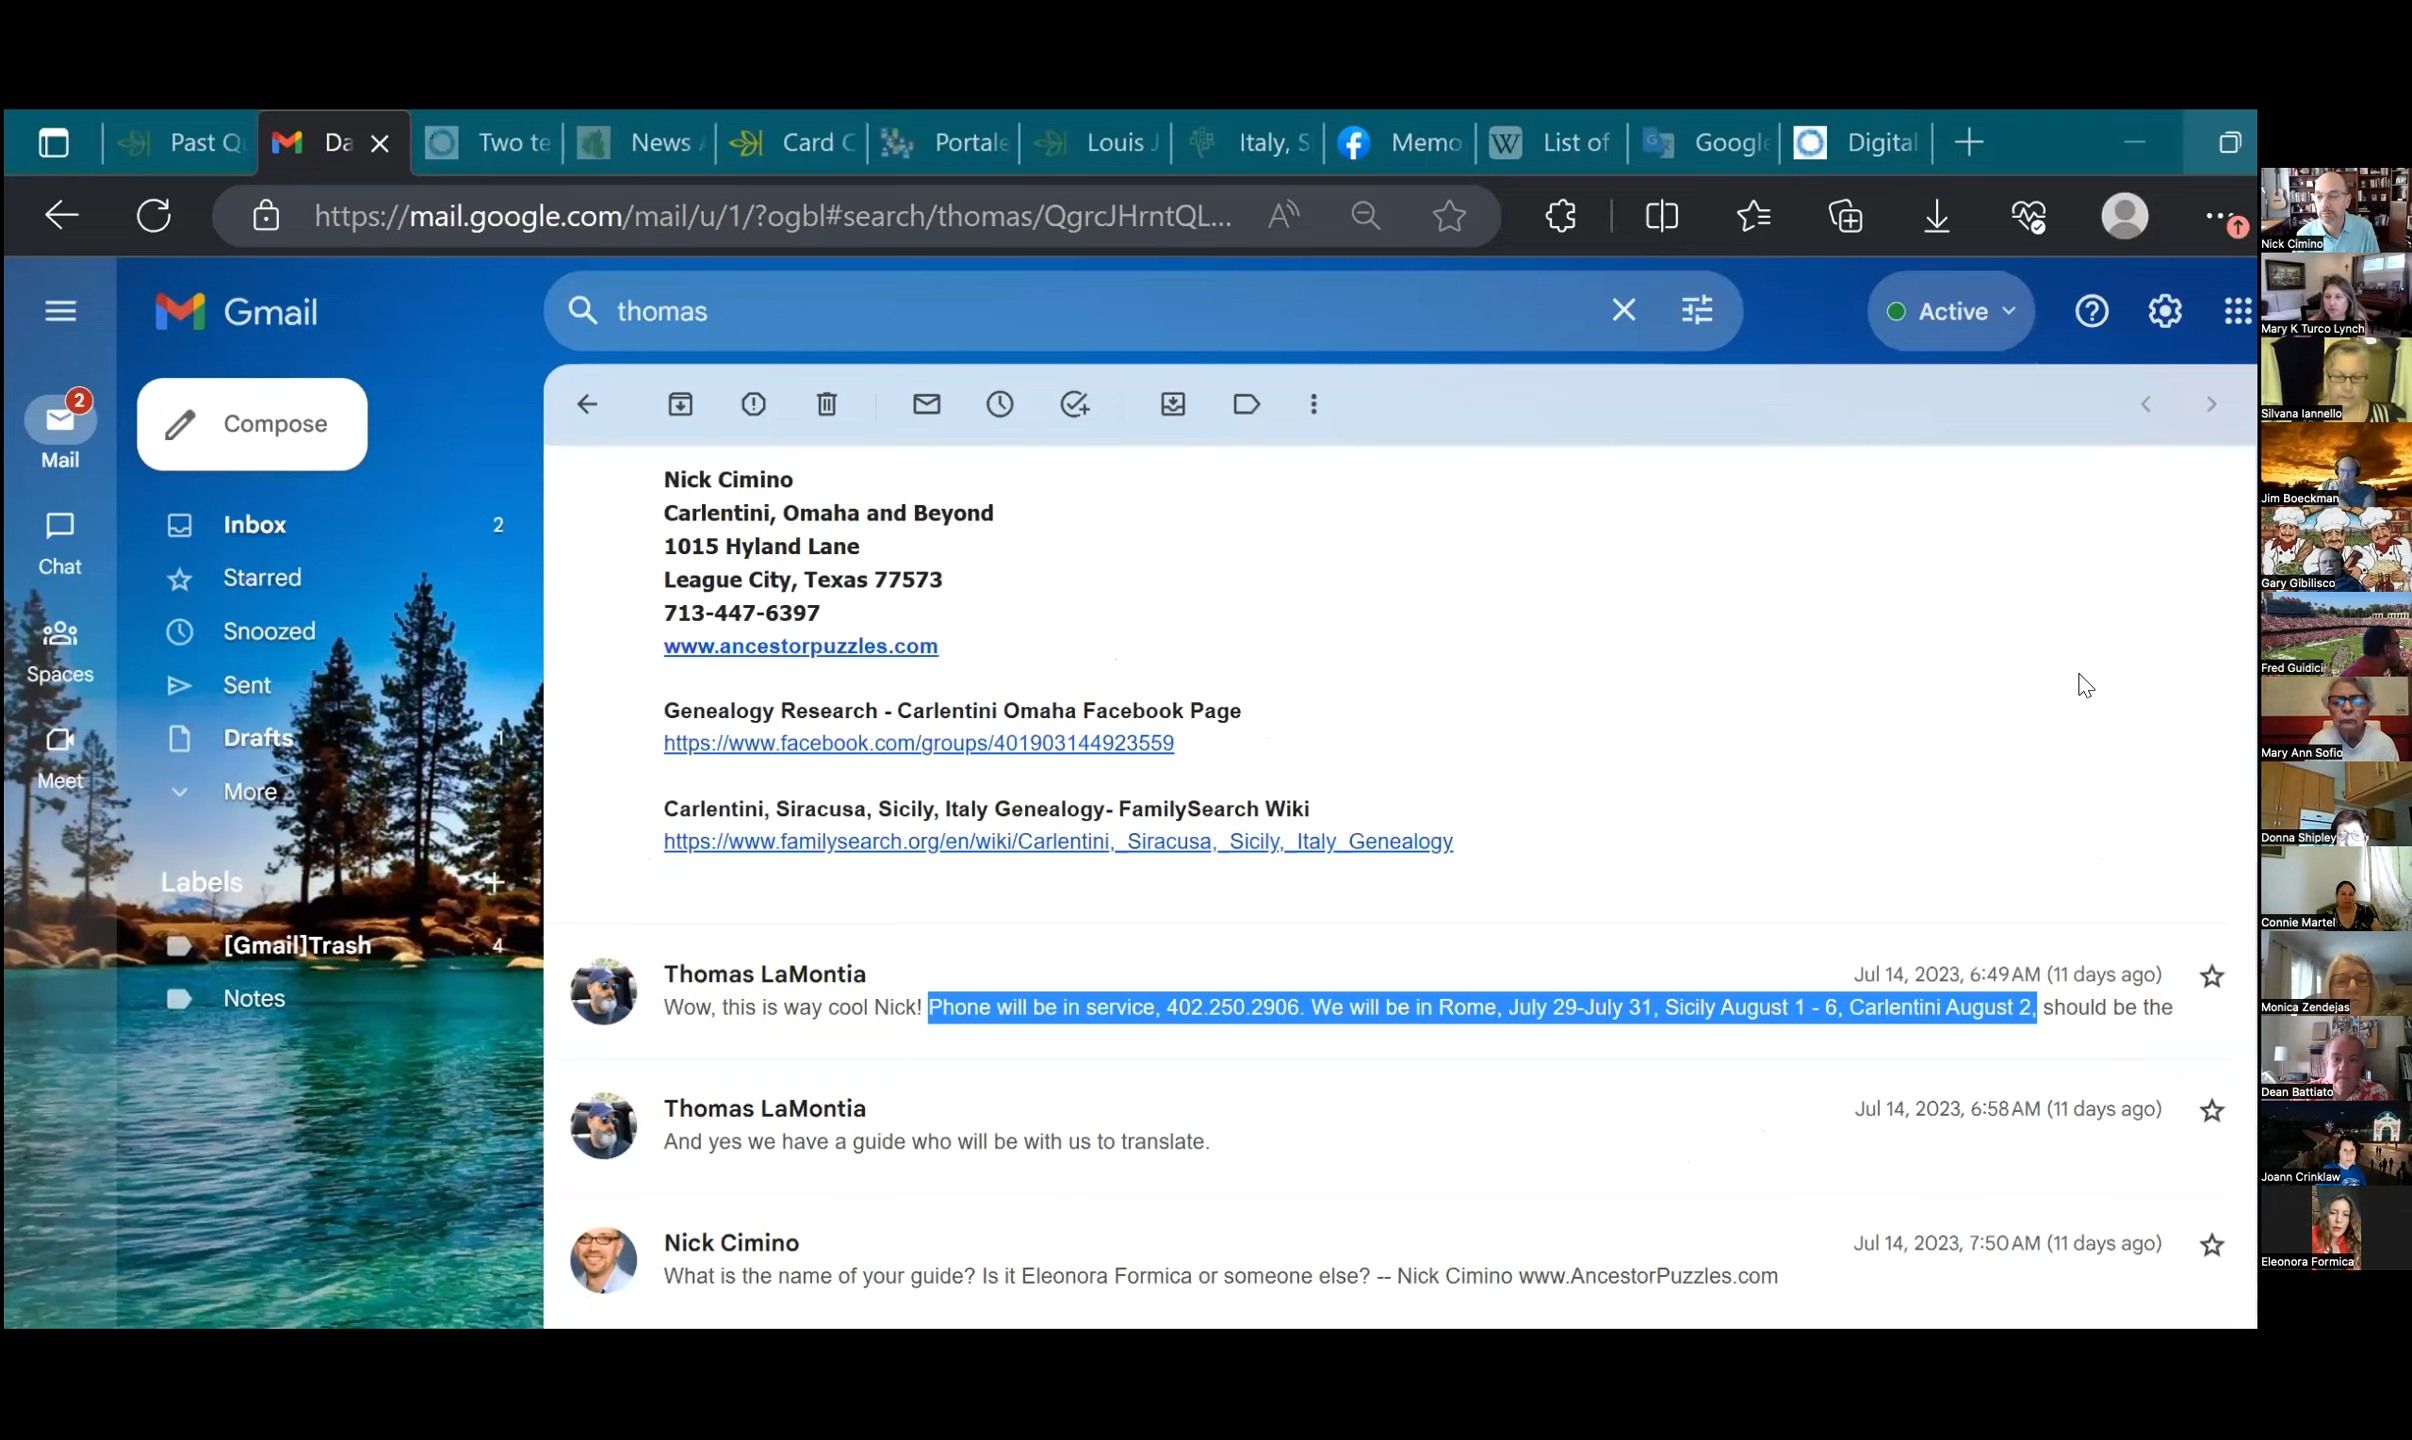 Past Q
Da
Two te
News
Card C
Portale
Louis J
Italy, S
Memo
List of
Google
Digital
https://mail.google.com/mail/u/1/?ogbl#search/thomas/QgrcJHrntQL...
Gmail
thomas
Active
2
Mail
Compose
Chat
Spaces
Meet
Inbox 2
Starred
Snoozed
Sent
Drafts 1
More
Labels
[Gmail]Trash 4
Notes
Nick Cimino
Carlentini, Omaha and Beyond
1015 Hyland Lane
League City, Texas 77573
713-447-6397
www.ancestorpuzzles.com
Genealogy Research - Carlentini Omaha Facebook Page
https://www.facebook.com/groups/401903144923559
Carlentini, Siracusa, Sicily, Italy Genealogy- FamilySearch Wiki
https://www.familysearch.org/en/wiki/Carlentini,_Siracusa,_Sicily,_Italy_Genealogy
Thomas LaMontia Jul 14, 2023, 6:49 AM (11 days ago)
Wow, this is way cool Nick! Phone will be in service, 402.250.2906. We will be in Rome, July 29-July 31, Sicily August 1 - 6, Carlentini August 2, should be the
Thomas LaMontia Jul 14, 2023, 6:58 AM (11 days ago)
And yes we have a guide who will be with us to translate.
Nick Cimino Jul 14, 2023, 7:50 AM (11 days ago)
What is the name of your guide? Is it Eleonora Formica or someone else? -- Nick Cimino www.AncestorPuzzles.com
Nick Cimino
Mary K Turco Lynch
Silvana Iannello
Jim Boeckman
Gary Gibilisco
Fred Guidici
Mary Ann Sofio
Donna Shipley
Connie Martel
Monica Zendejas
Dean Battiato
Joann Crinklaw
Eleonora Formica